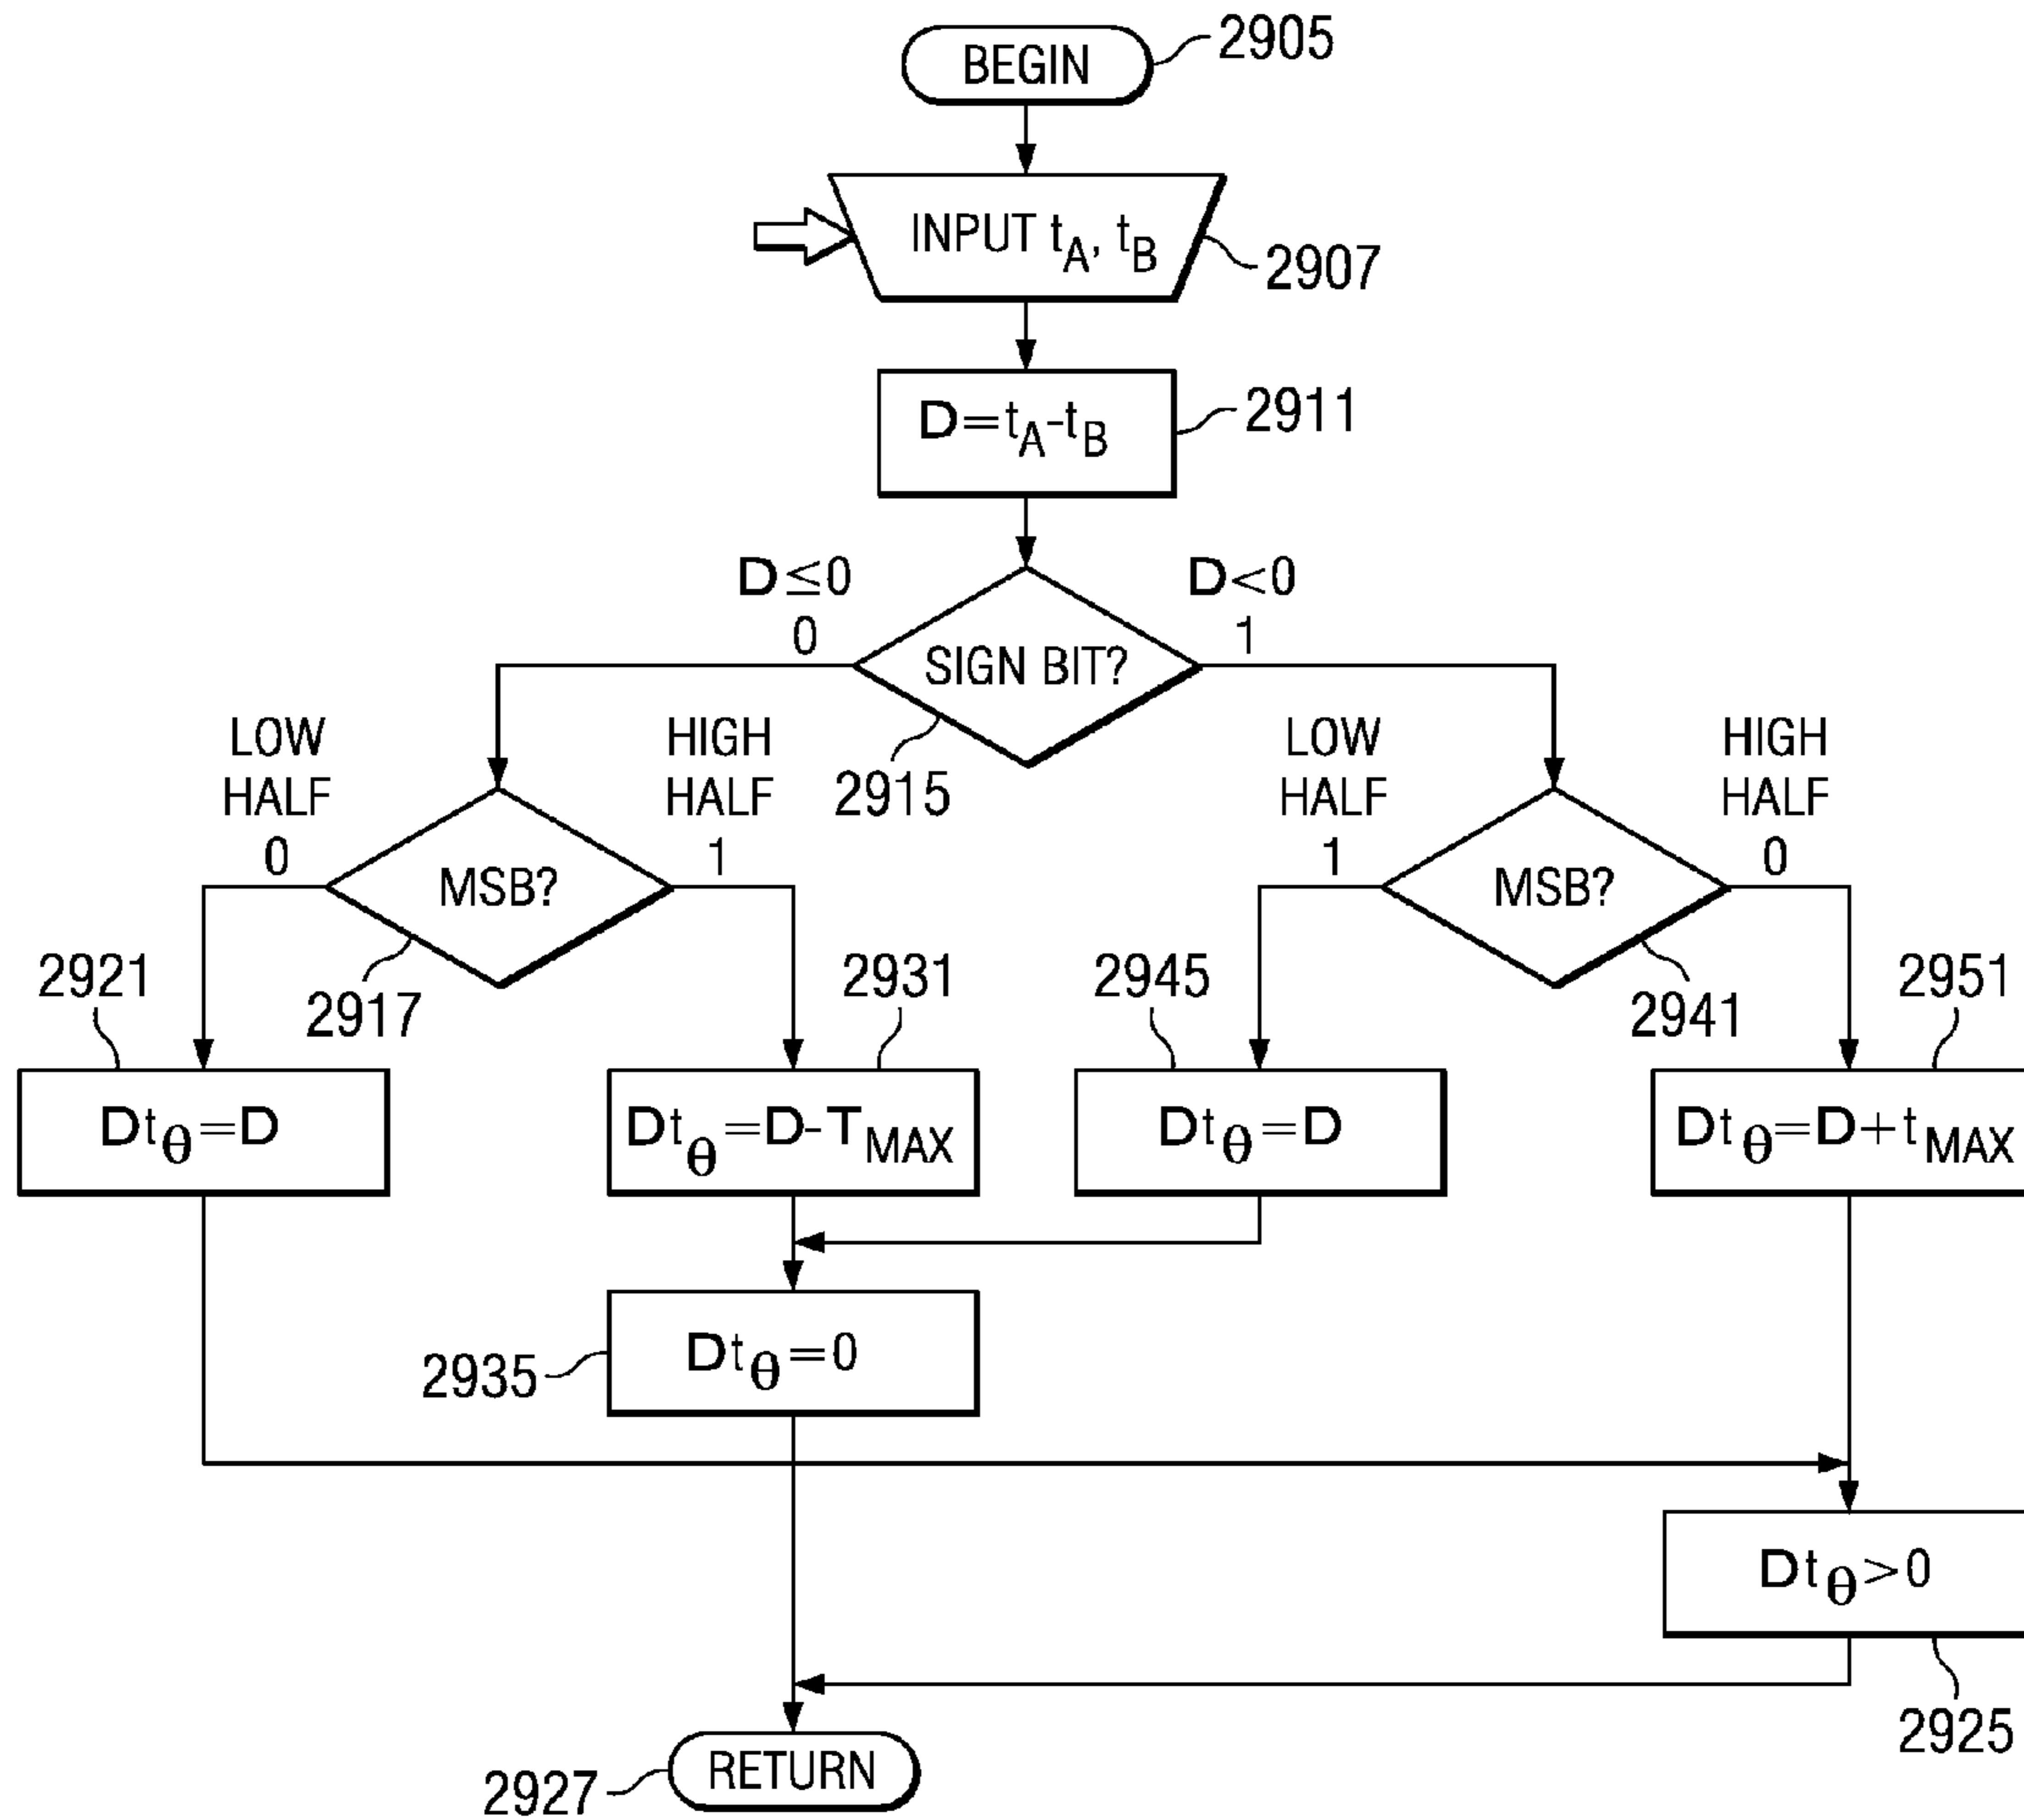 BEGIN
2905
INPUT tA, tB
2907
D=tA-tB
2911
D≦0
0
D<0
1
SIGN BIT?
2915
LOW
HALF
0
HIGH
HALF
1
MSB?
2917
LOW
HALF
1
HIGH
HALF
0
MSB?
2941
2921
Dtθ=D
2931
Dtθ=D-TMAX
2945
Dtθ=D
2951
Dtθ=D+tMAX
Dtθ=0
2935
Dtθ>0
2925
RETURN
2927